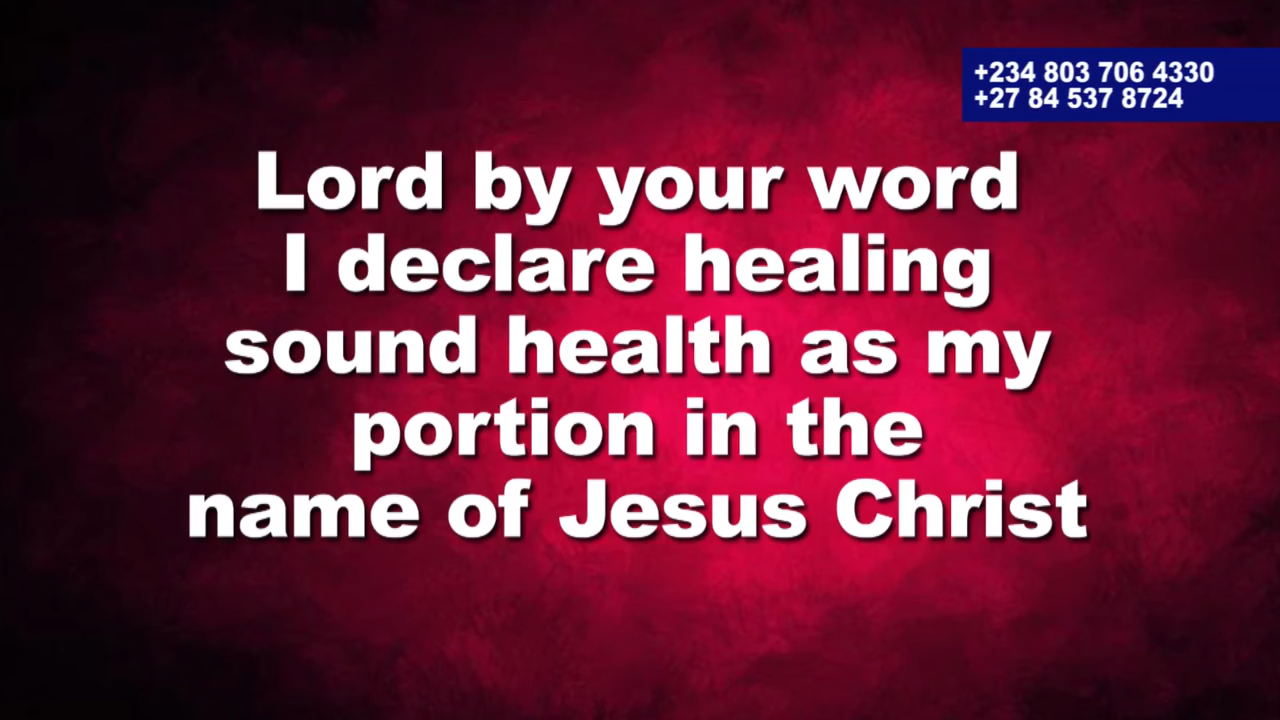 +234 803 706 4330
+27 84 537 8724
Lord by your word
I declare healing
sound health as my
portion in the
name of Jesus Christ